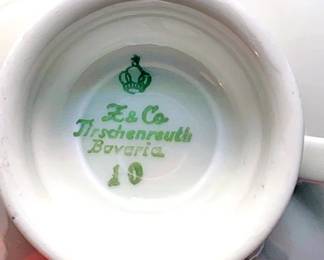 Z & Co
Tirschenreuth
Bavaria
10